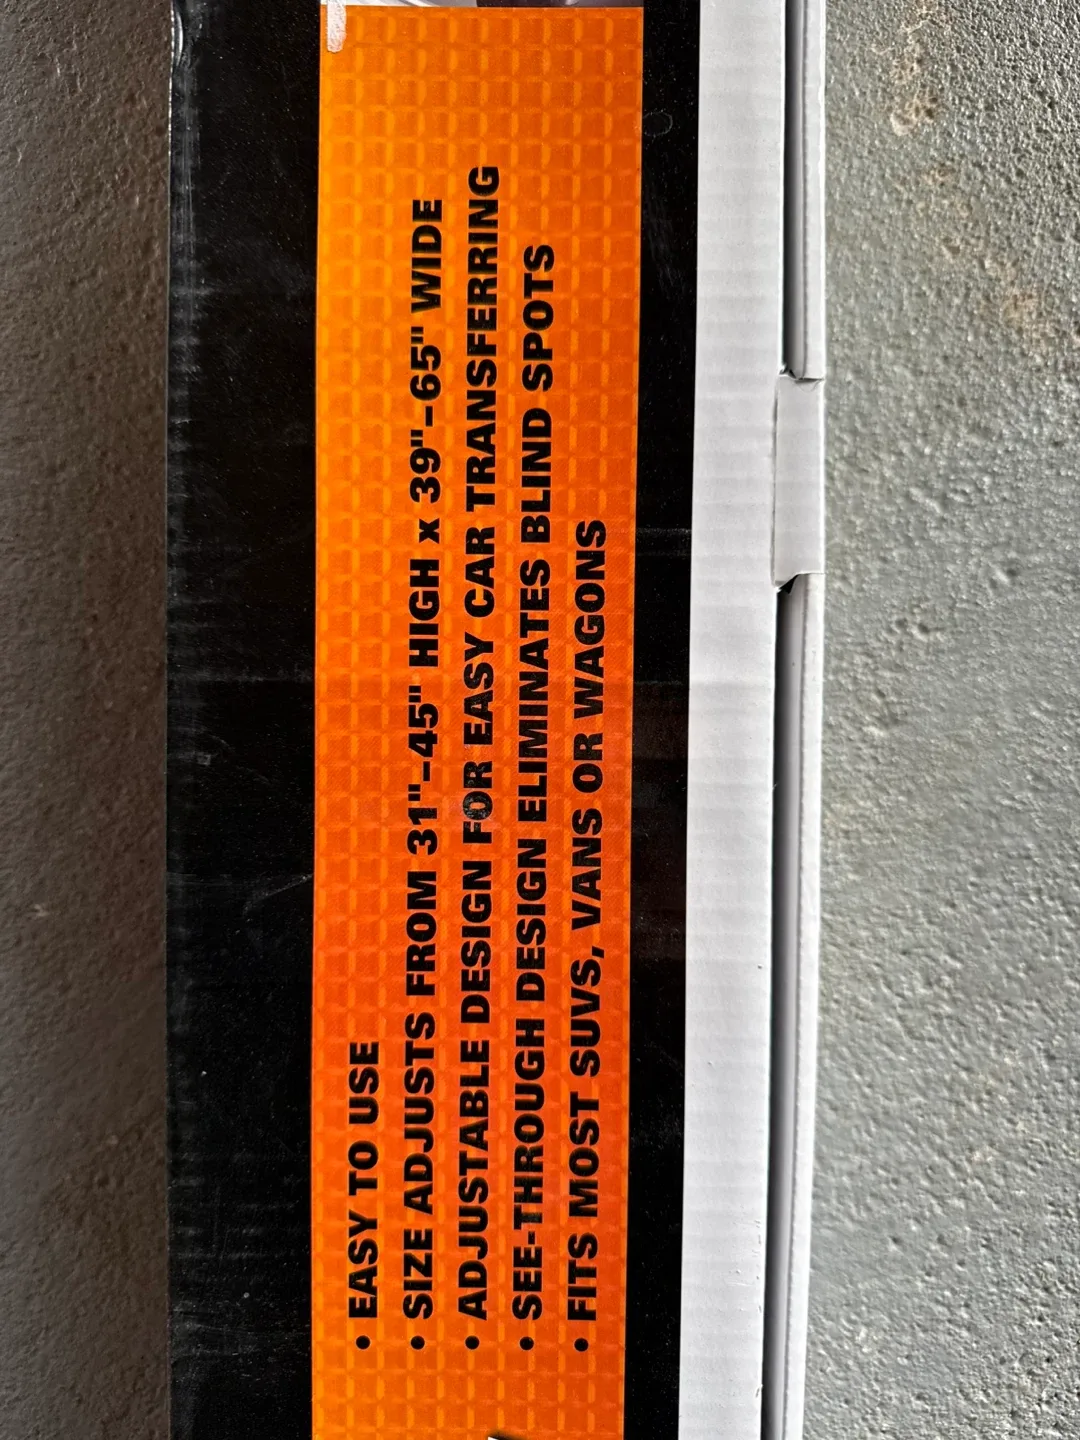 • EASY TO USE
• SIZE ADJUSTS FROM 31"-45" HIGH x 39"-65" WIDE
• ADJUSTABLE DESIGN FOR EASY CAR TRANSFERRING
• SEE-THROUGH DESIGN ELIMINATES BLIND SPOTS
• FITS MOST SUVS, VANS OR WAGONS